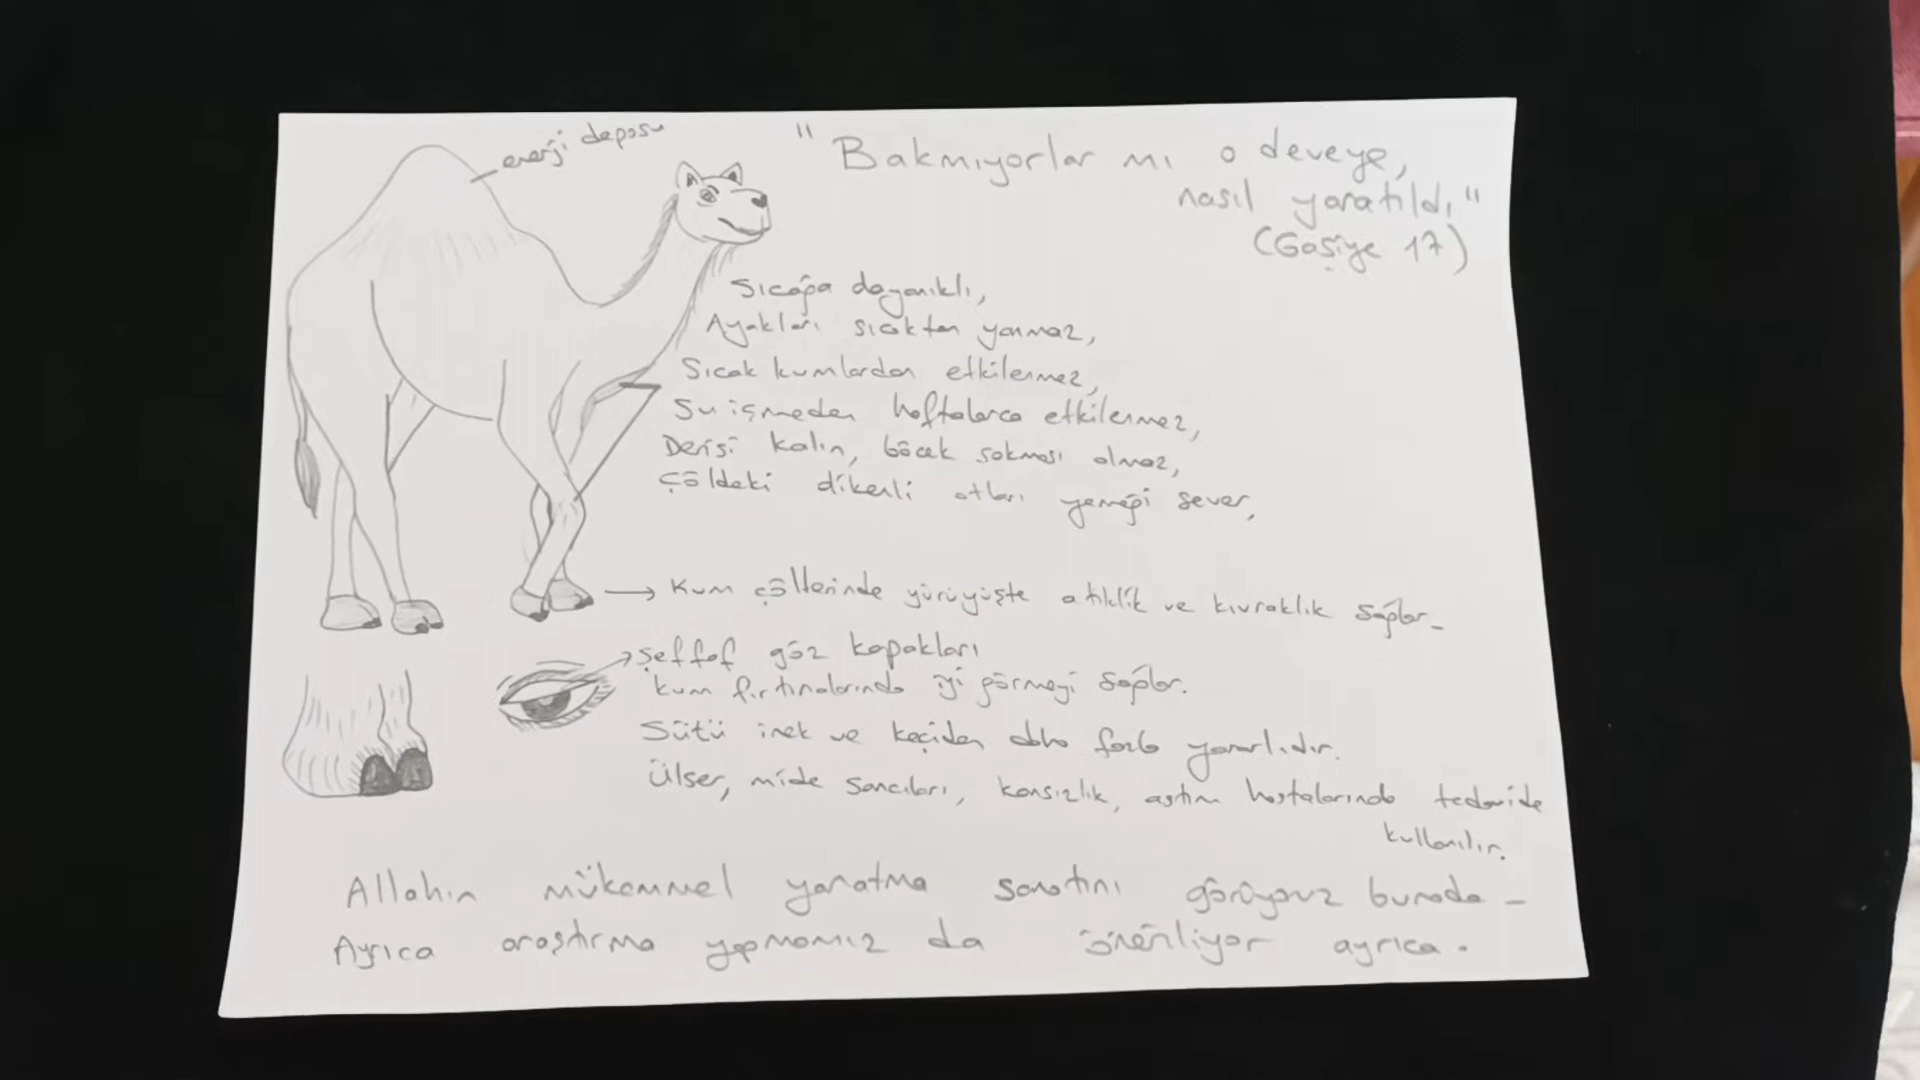 enerji deposu
"Bakmıyorlar mı o deveye,
nasıl yaratıldı"
(Gaşiye 17)
Sıcağa dayanıklı,
Ayakları sıcaktan yanmaz,
Sıcak kumlardan etkilenmez,
Su içmeden haftalarca etkilenmez,
Derisi kalın, böcek sokması olmaz,
Çöldeki dikenli otları yemeği sever,
Kum çöllerinde yürüyüşte atiklik ve kıvraklık sağlar.
Şeffaf göz kapakları
kum fırtınalarında iyi görmeyi sağlar.
Sütü inek ve keçiden daha fazla yararlıdır.
Ülser, mide sancıları, kansızlık, astım hastalarında tedavide
kullanılır.
Allahın mükemmel yaratma sanatını görüyoruz burada -
Ayrıca araştırma yapmamız da öneriliyor ayrıca.